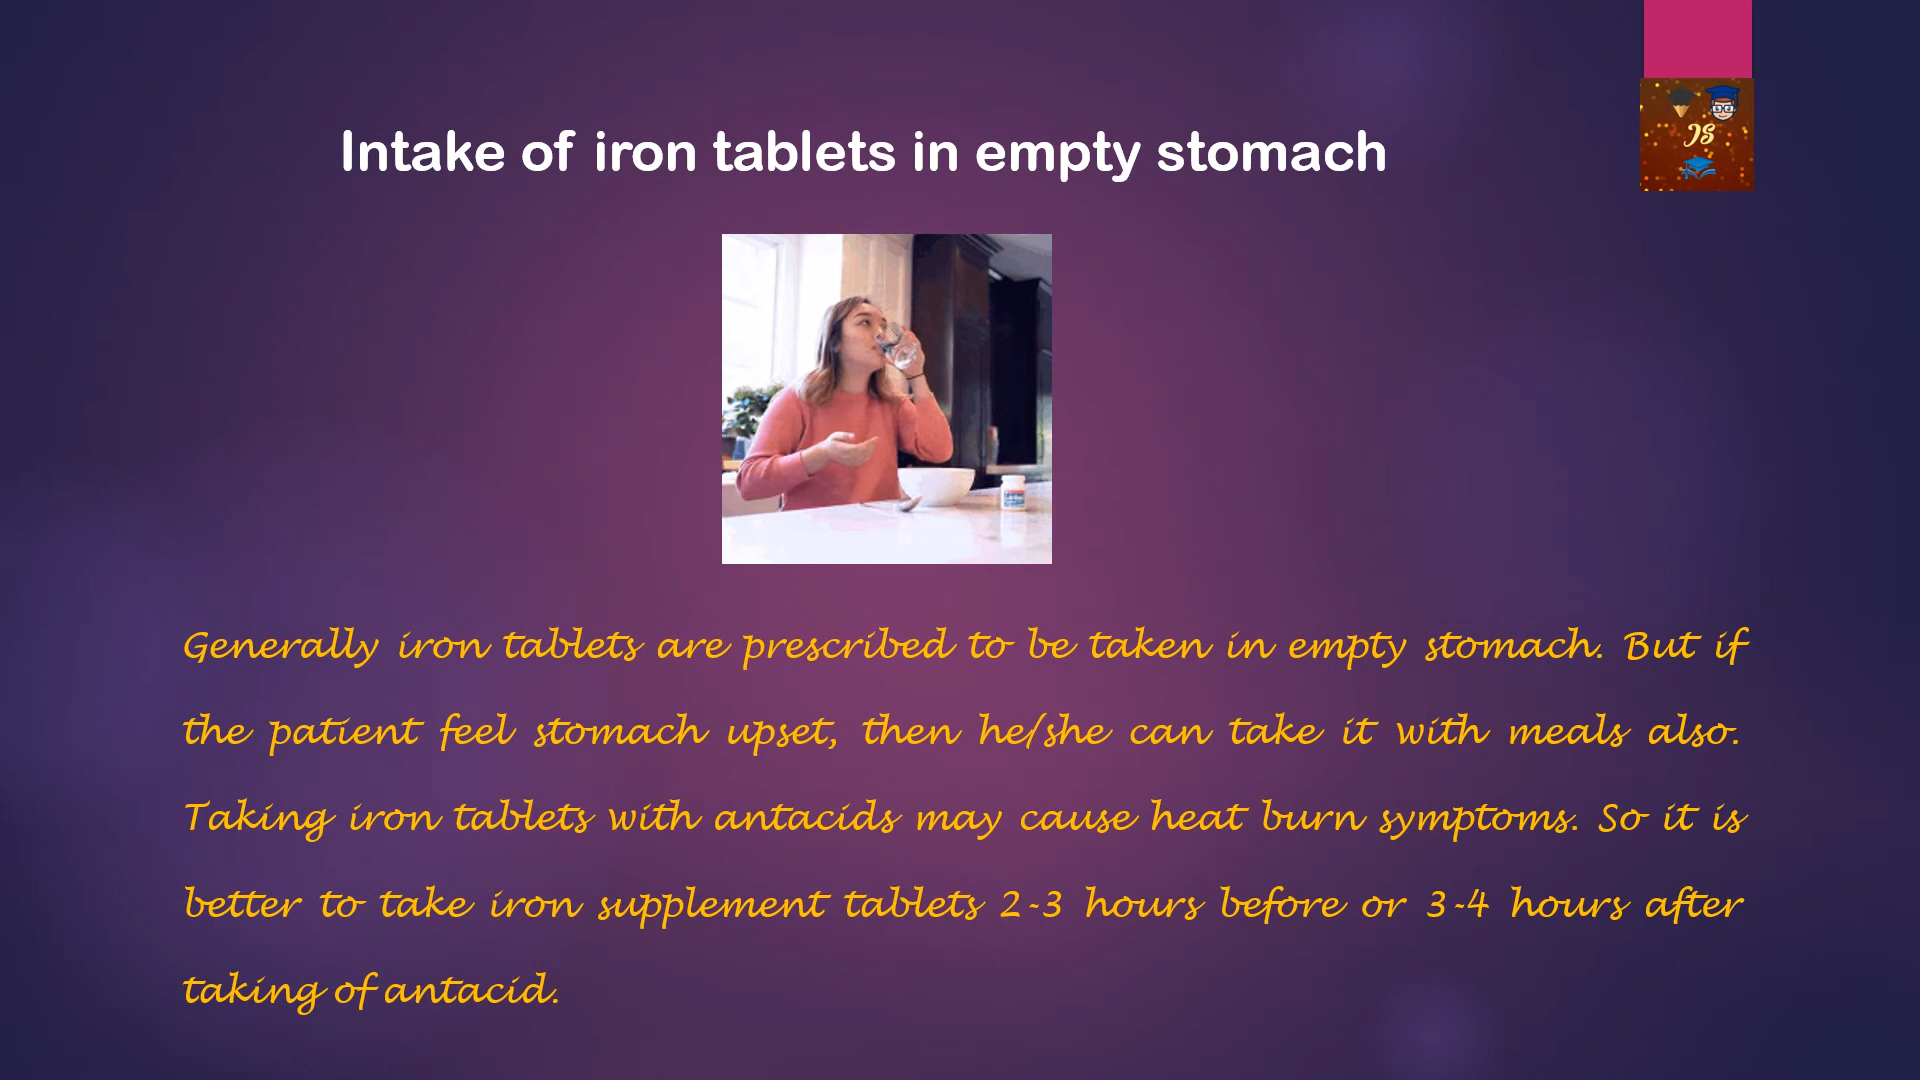 JS
Intake of iron tablets in empty stomach
Generally iron tablets are prescribed to be taken in empty stomach. But if
the patient feel stomach upset, then he/she can take it with meals also.
Taking iron tablets with antacids may cause heat burn symptoms. So it is
better to take iron supplement tablets 2-3 hours before or 3-4 hours after
taking of antacid.